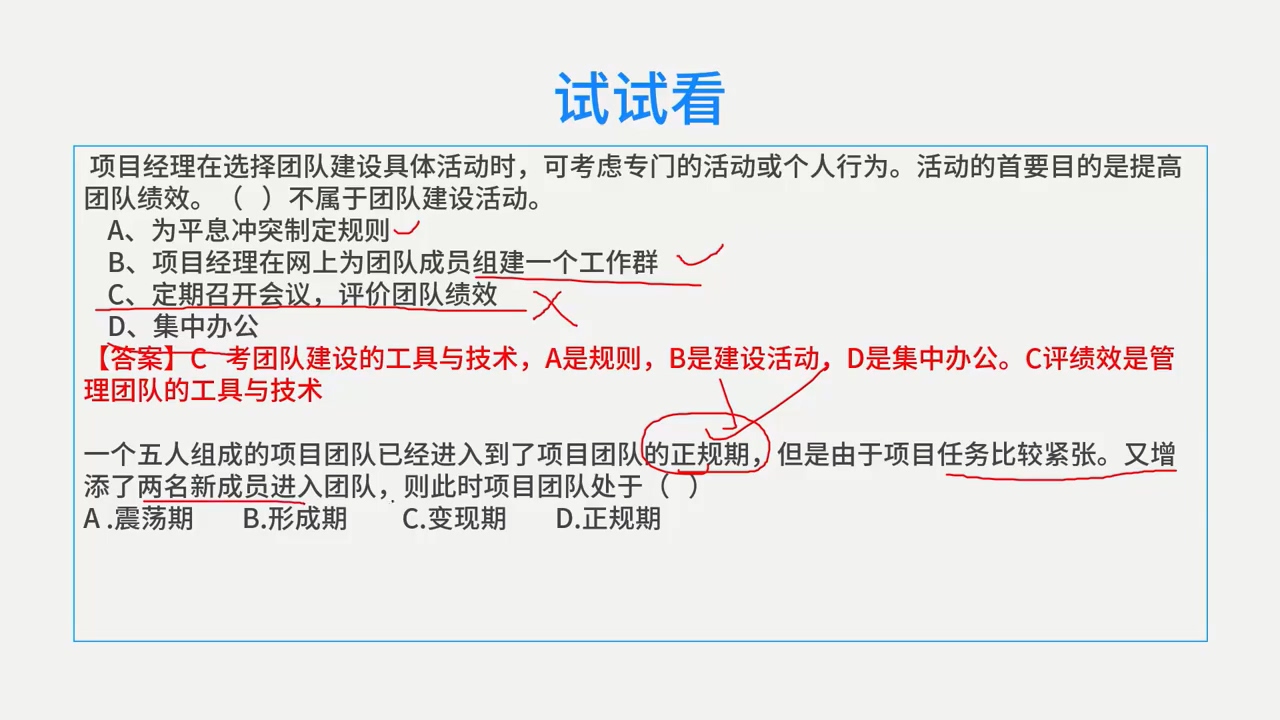 试试看
项目经理在选择团队建设具体活动时，可考虑专门的活动或个人行为。活动的首要目的是提高
团队绩效。（ ）不属于团队建设活动。
A、为平息冲突制定规则
B、项目经理在网上为团队成员组建一个工作群
C、定期召开会议，评价团队绩效
D、集中办公
【答案】C 考团队建设的工具与技术，A是规则，B是建设活动，D是集中办公。C评绩效是管
理团队的工具与技术
一个五人组成的项目团队已经进入到了项目团队的正规期，但是由于项目任务比较紧张。又增
添了两名新成员进入团队，则此时项目团队处于（ ）
A .震荡期 B.形成期 C.变现期 D.正规期